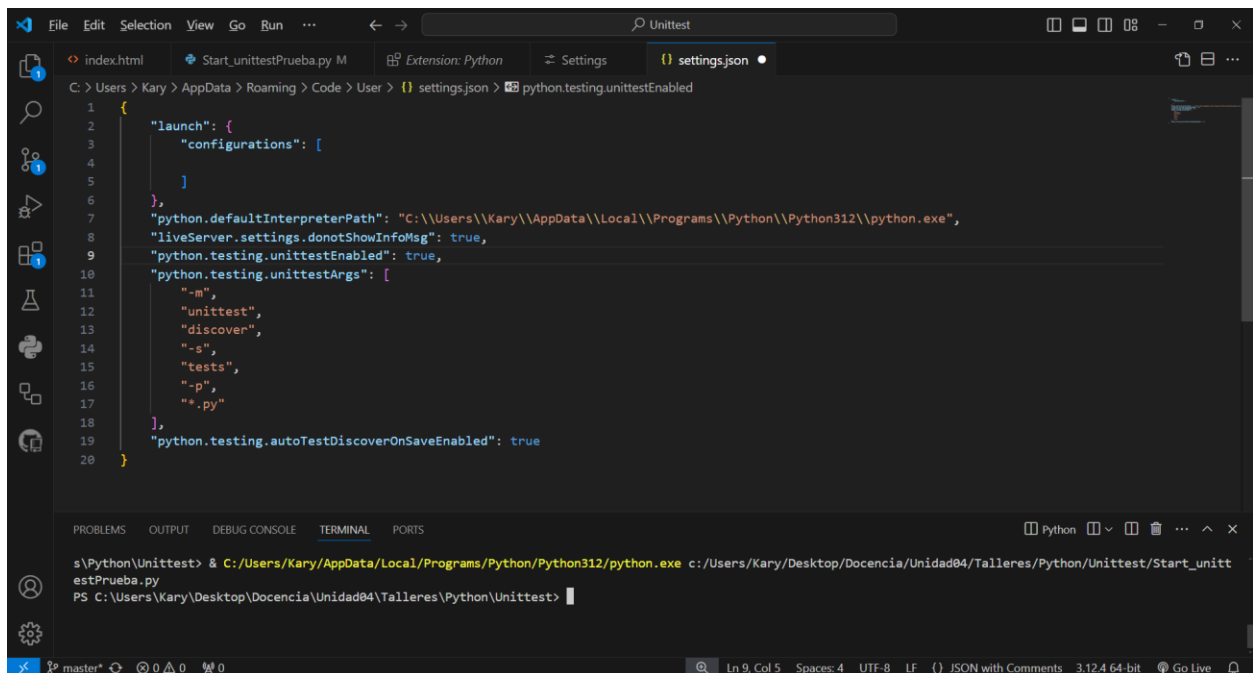 File Edit Selection View Go Run ··· ← → Unittest
index.html Start_unittestPrueba.py M Extension: Python Settings {} settings.json ●
C: > Users > Kary > AppData > Roaming > Code > User > {} settings.json > python.testing.unittestEnabled
1 {
2 "launch": {
3 "configurations": [
4
5 ]
6 },
7 "python.defaultInterpreterPath": "C:\\Users\\Kary\\AppData\\Local\\Programs\\Python\\Python312\\python.exe",
8 "liveServer.settings.donotShowInfoMsg": true,
9 "python.testing.unittestEnabled": true,
10 "python.testing.unittestArgs": [
11 "-m",
12 "unittest",
13 "discover",
14 "-s",
15 "tests",
16 "-p",
17 "*.py"
18 ],
19 "python.testing.autoTestDiscoverOnSaveEnabled": true
20 }
PROBLEMS OUTPUT DEBUG CONSOLE TERMINAL PORTS Python
s\Python\Unittest> & C:/Users/Kary/AppData/Local/Programs/Python/Python312/python.exe c:/Users/Kary/Desktop/Docencia/Unidad04/Talleres/Python/Unittest/Start_unitt
estPrueba.py
PS C:\Users\Kary\Desktop\Docencia\Unidad04\Talleres\Python\Unittest>
master* 0 0 0 Ln 9, Col 5 Spaces: 4 UTF-8 LF {} JSON with Comments 3.12.4 64-bit Go Live